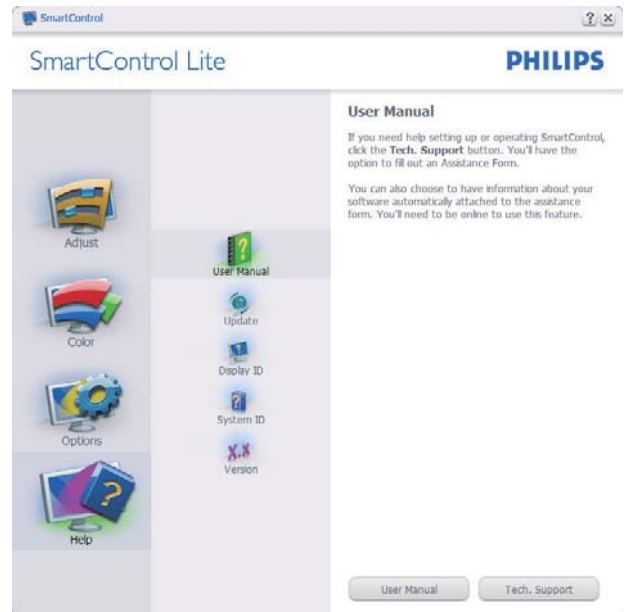 SmartControl
SmartControl Lite
PHILIPS
Adjust
Color
Options
Help
User Manual
Update
Display ID
System ID
X.X
Version
User Manual
If you need help setting up or operating SmartControl,
click the Tech. Support button. You'll have the
option to fill out an Assistance Form.
You can also choose to have information about your
software automatically attached to the assistance
form. You'll need to be online to use this feature.
User Manual
Tech. Support